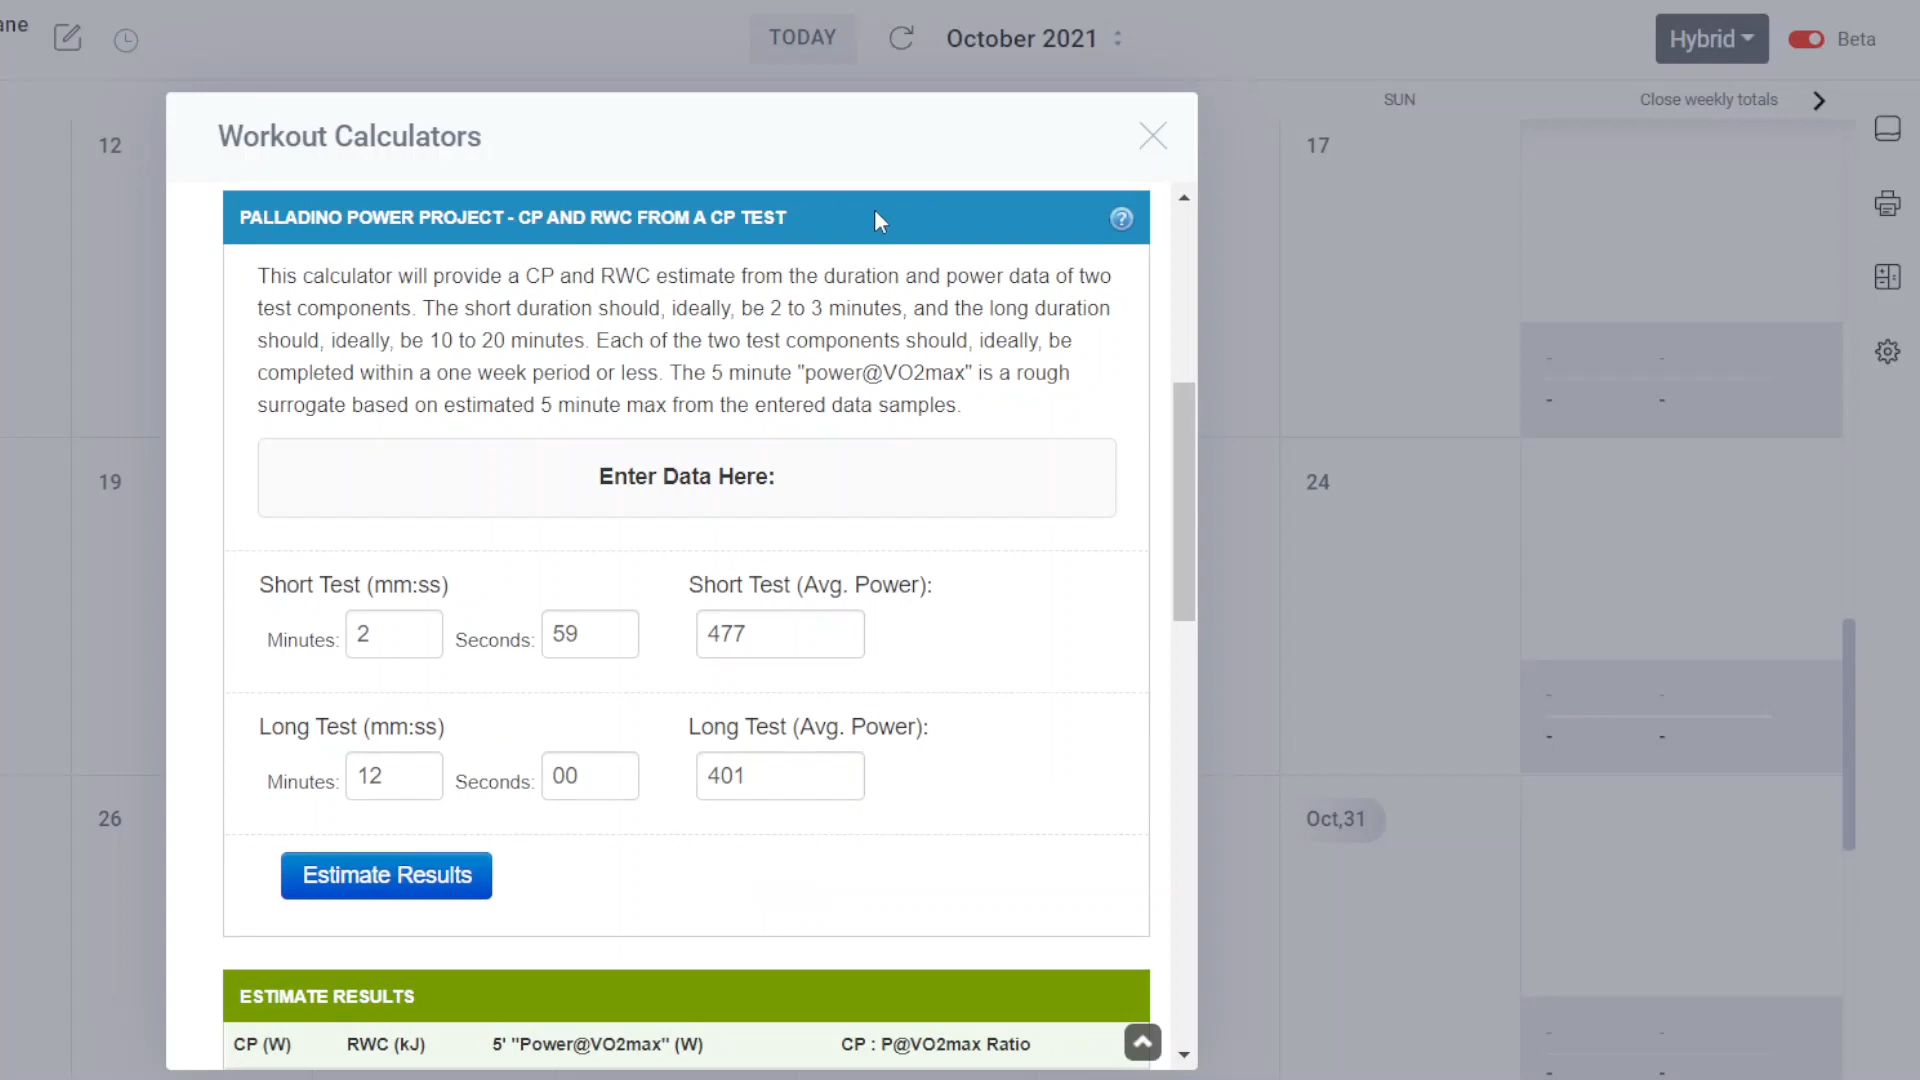 ane
TODAY
October 2021
Hybrid
Beta
SUN
Close weekly totals
12
17
Workout Calculators
PALLADINO POWER PROJECT - CP AND RWC FROM A CP TEST
?
This calculator will provide a CP and RWC estimate from the duration and power data of two
test components. The short duration should, ideally, be 2 to 3 minutes, and the long duration
should, ideally, be 10 to 20 minutes. Each of the two test components should, ideally, be
completed within a one week period or less. The 5 minute "power@VO2max" is a rough
surrogate based on estimated 5 minute max from the entered data samples.
- -
- -
Enter Data Here:
19
24
Short Test (mm:ss) Short Test (Avg. Power):
Minutes: 2 Seconds: 59 477
- -
- -
Long Test (mm:ss) Long Test (Avg. Power):
Minutes: 12 Seconds: 00 401
26
Oct,31
Estimate Results
ESTIMATE RESULTS
CP (W) RWC (kJ) 5' "Power@VO2max" (W) CP : P@VO2max Ratio
- -
- -